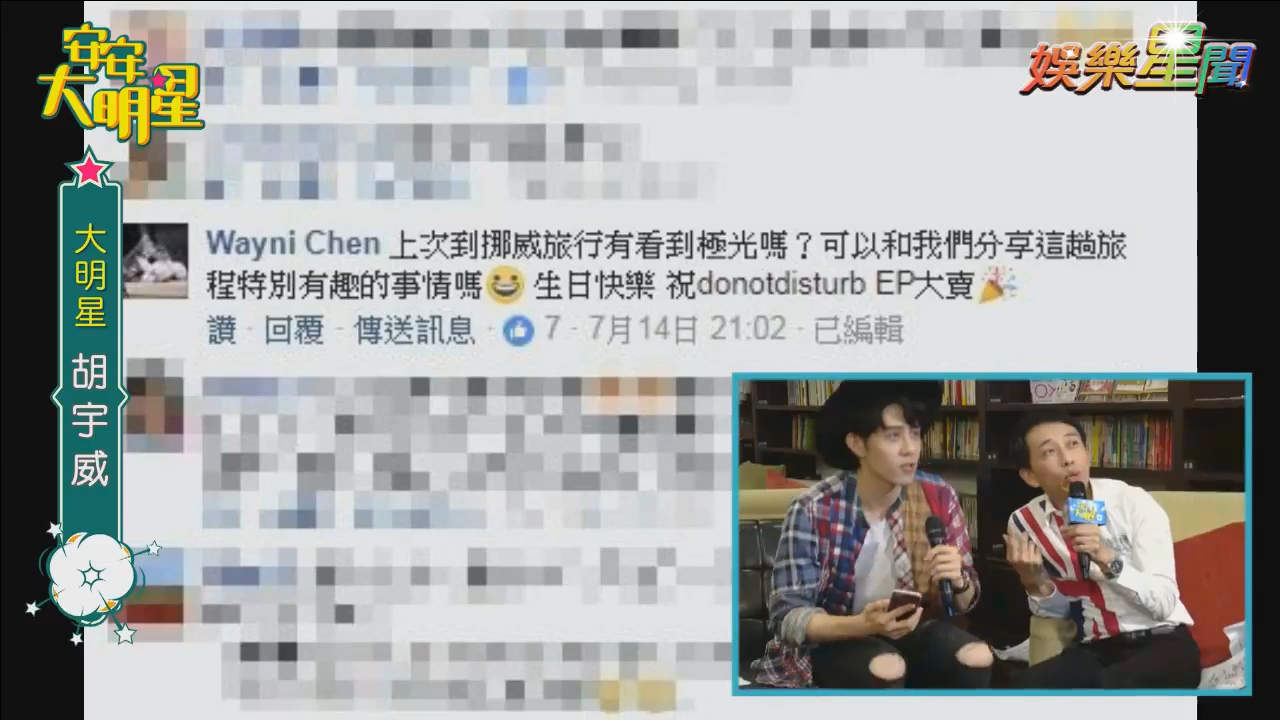 安安
大明星
娛樂星聞
大明星 胡宇威
Wayni Chen 上次到挪威旅行有看到極光嗎？可以和我們分享這趟旅
程特別有趣的事情嗎😀 生日快樂 祝donotdisturb EP大賣🎉
讚 · 回覆 · 傳送訊息 · 7 · 7月14日 21:02 · 已編輯